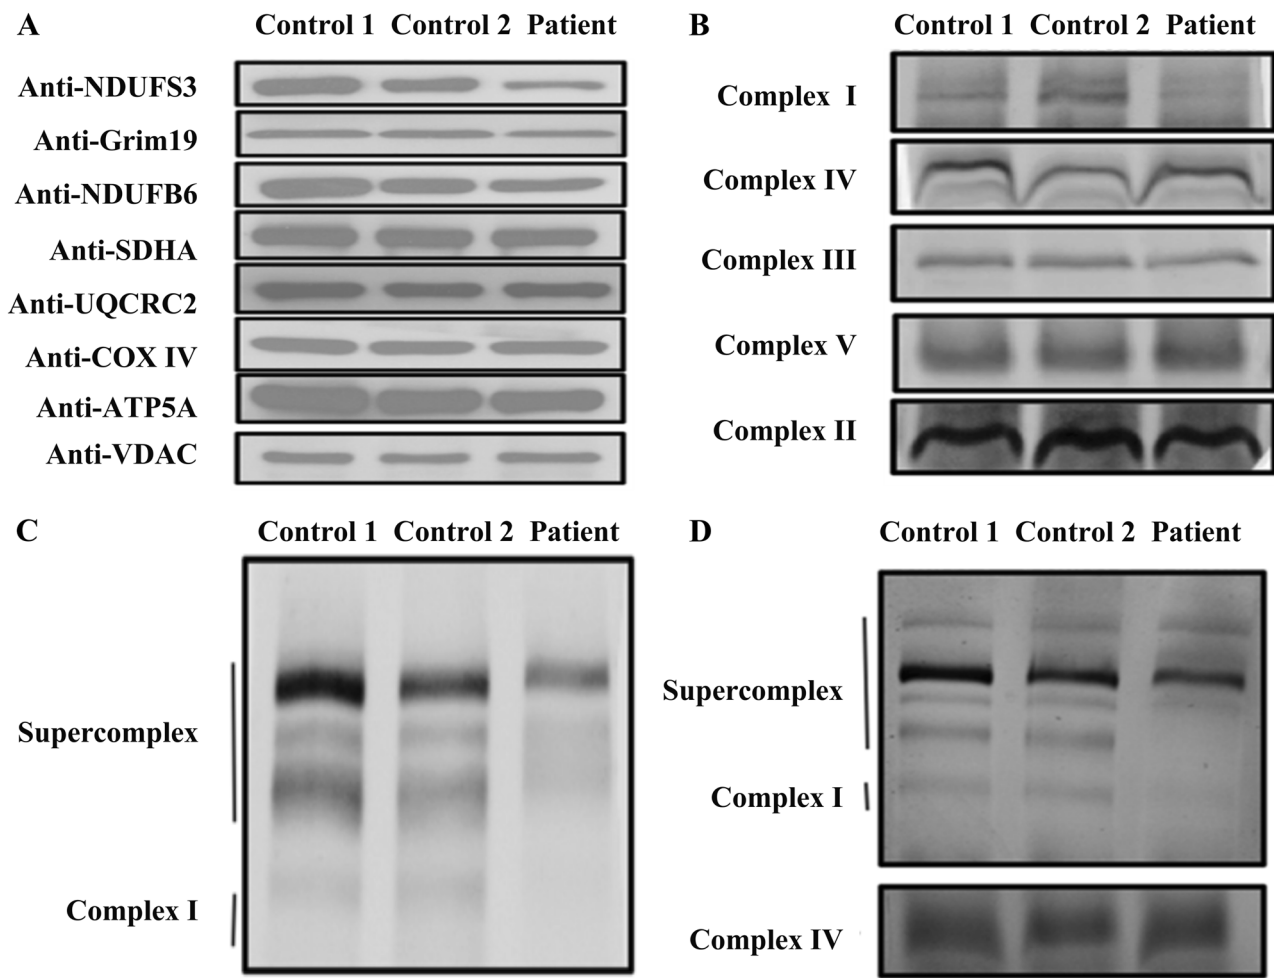 A Control 1 Control 2 Patient
Anti-NDUFS3
Anti-Grim19
Anti-NDUFB6
Anti-SDHA
Anti-UQCRC2
Anti-COX IV
Anti-ATP5A
Anti-VDAC
B Control 1 Control 2 Patient
Complex I
Complex IV
Complex III
Complex V
Complex II
C Control 1 Control 2 Patient
Supercomplex
Complex I
D Control 1 Control 2 Patient
Supercomplex
Complex I
Complex IV